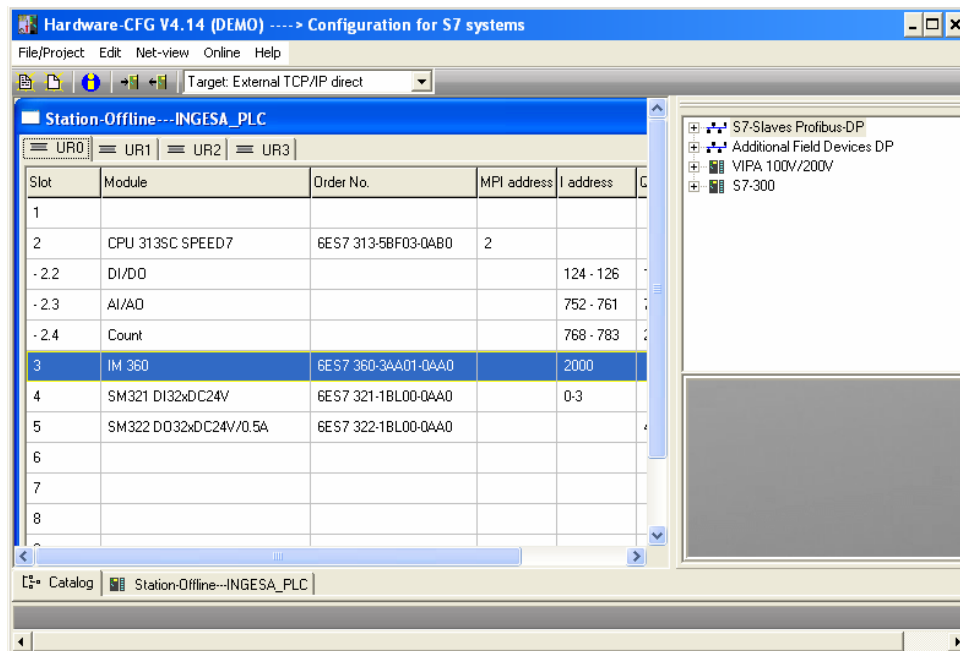 Hardware-CFG V4.14 (DEMO) ----> Configuration for S7 systems
File/Project Edit Net-view Online Help
Target: External TCP/IP direct
Station-Offline---INGESA_PLC
UR0 UR1 UR2 UR3
Slot Module Order No. MPI address I address
1
2 CPU 313SC SPEED7 6ES7 313-5BF03-0AB0 2
- 2.2 DI/DO 124 - 126
- 2.3 AI/AO 752 - 761
- 2.4 Count 768 - 783
3 IM 360 6ES7 360-3AA01-0AA0 2000
4 SM321 DI32xDC24V 6ES7 321-1BL00-0AA0 0-3
5 SM322 DO32xDC24V/0.5A 6ES7 322-1BL00-0AA0
6
7
8
S7-Slaves Profibus-DP
Additional Field Devices DP
VIPA 100V/200V
S7-300
Catalog Station-Offline---INGESA_PLC